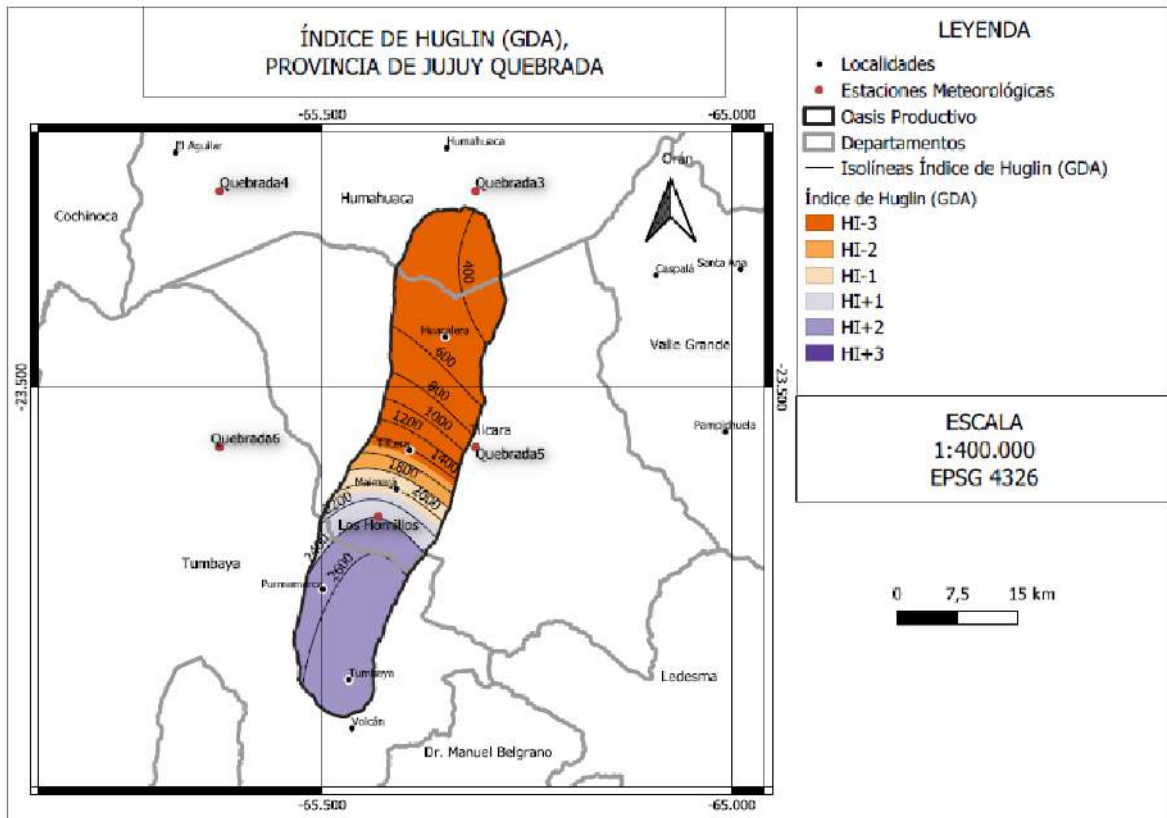 ÍNDICE DE HUGLIN (GDA),
PROVINCIA DE JUJUY QUEBRADA
-65.500
-65.000
El Aguilar
Humahuaca
Orán
Quebrada4
Quebrada3
Humahuaca
Cochinoca
Caspalá
Santa Ana
400
Huacalera
Valle Grande
600
-23.500
-23.500
800
1000
1200
Tilcara
Pampichuela
Quebrada6
Tilcara
1400
Quebrada5
1800
Maimará
2000
2200
Los Hornillos
2400
Tumbaya
2600
Purmamarca
Tumbaya
Ledesma
Volcán
Dr. Manuel Belgrano
-65.500
-65.000
LEYENDA
Localidades
Estaciones Meteorológicas
Oasis Productivo
Departamentos
Isolíneas Índice de Huglin (GDA)
Índice de Huglin (GDA)
HI-3
HI-2
HI-1
HI+1
HI+2
HI+3
ESCALA
1:400.000
EPSG 4326
0 7,5 15 km